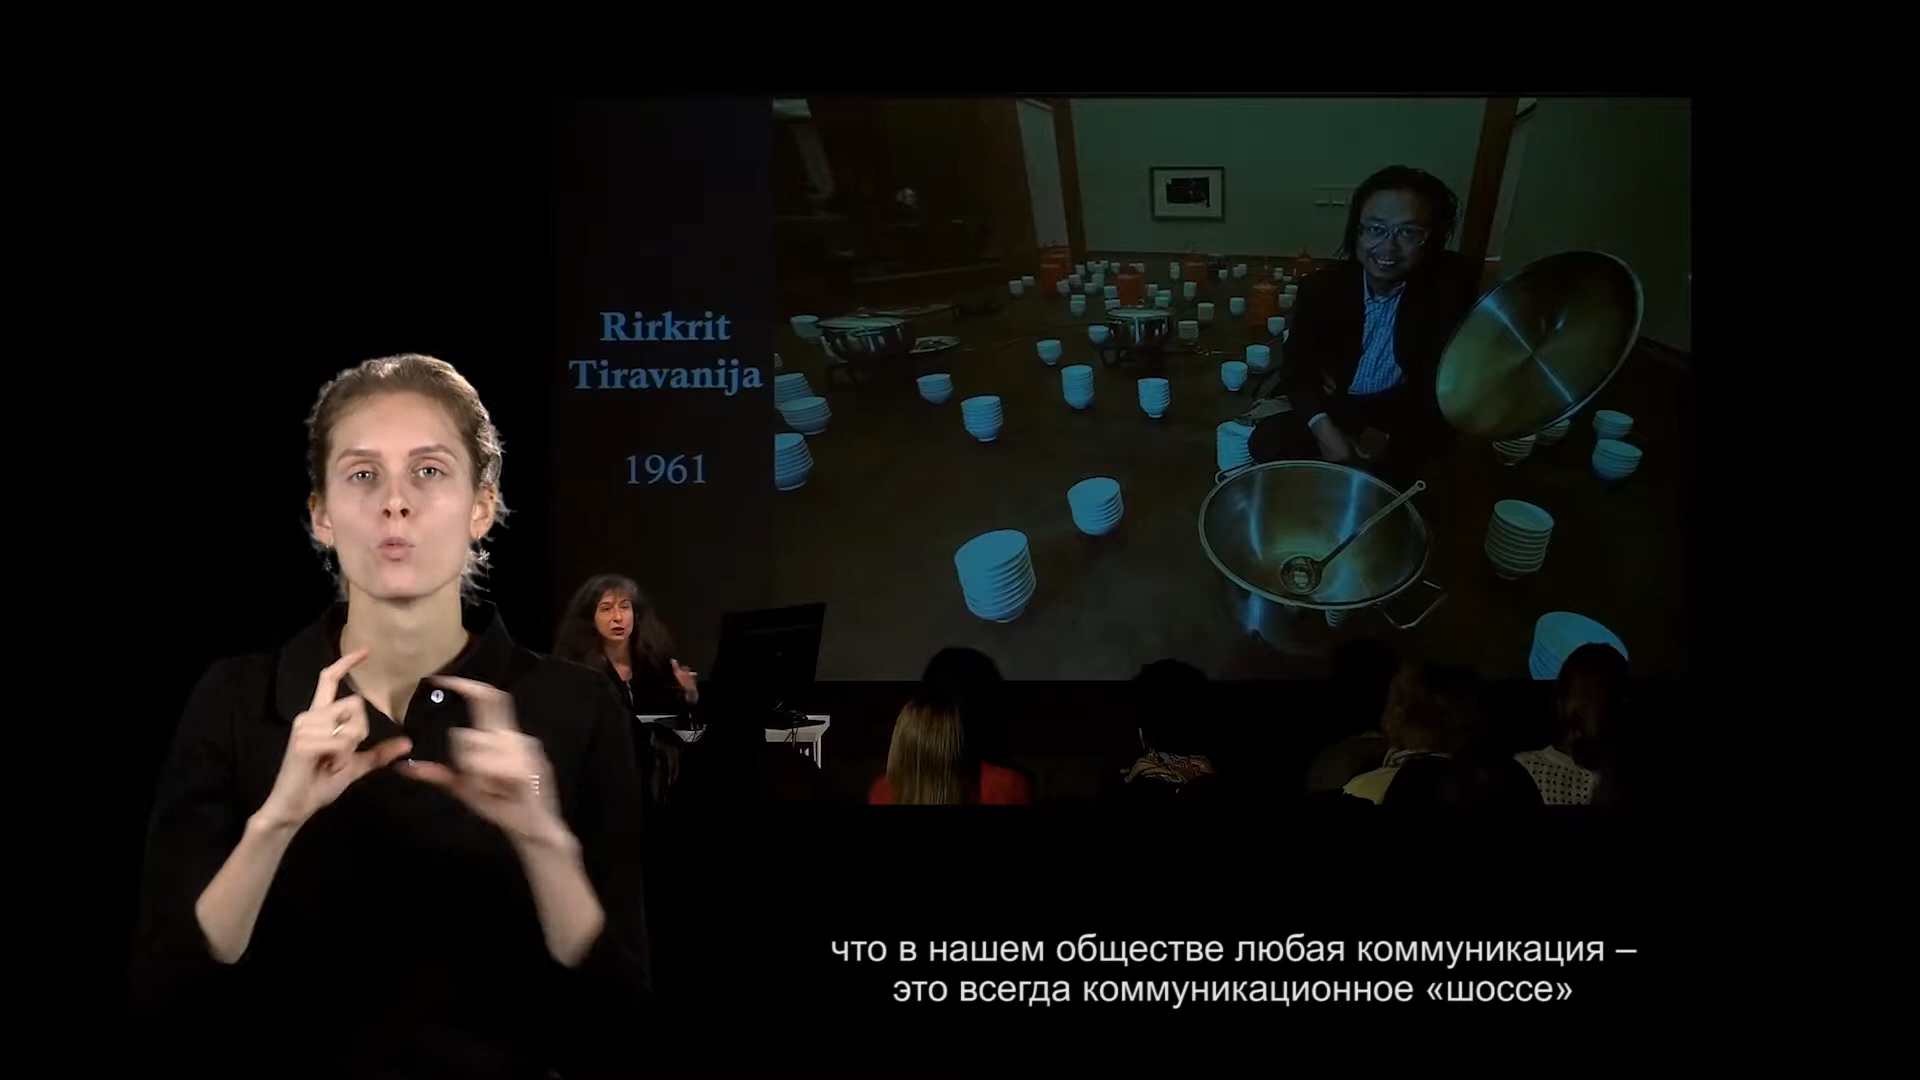 Rirkrit
Tiravanija
1961
что в нашем обществе любая коммуникация –
это всегда коммуникационное «шоссе»